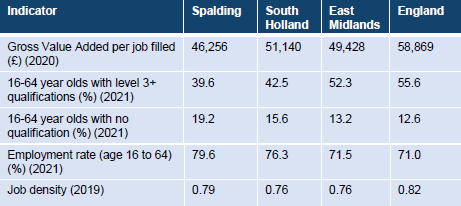 Indicator Spalding South Holland East Midlands England
Gross Value Added per job filled (£) (2020) 46,256 51,140 49,428 58,869
16-64 year olds with level 3+ qualifications (%) (2021) 39.6 42.5 52.3 55.6
16-64 year olds with no qualification (%) (2021) 19.2 15.6 13.2 12.6
Employment rate (age 16 to 64) (%) (2021) 79.6 76.3 71.5 71.0
Job density (2019) 0.79 0.76 0.76 0.82